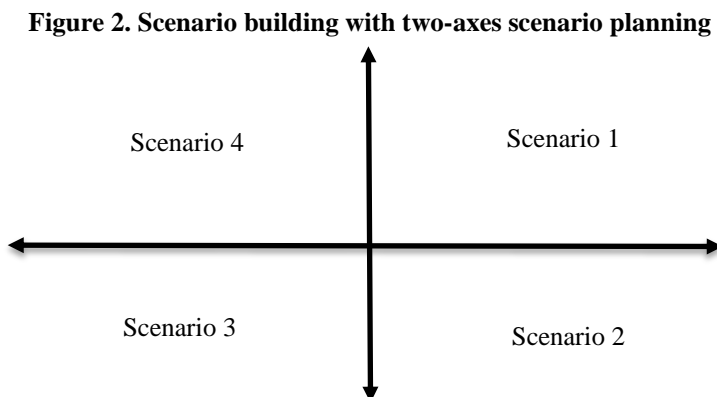 Figure 2. Scenario building with two-axes scenario planning
Scenario 4
Scenario 1
Scenario 3
Scenario 2